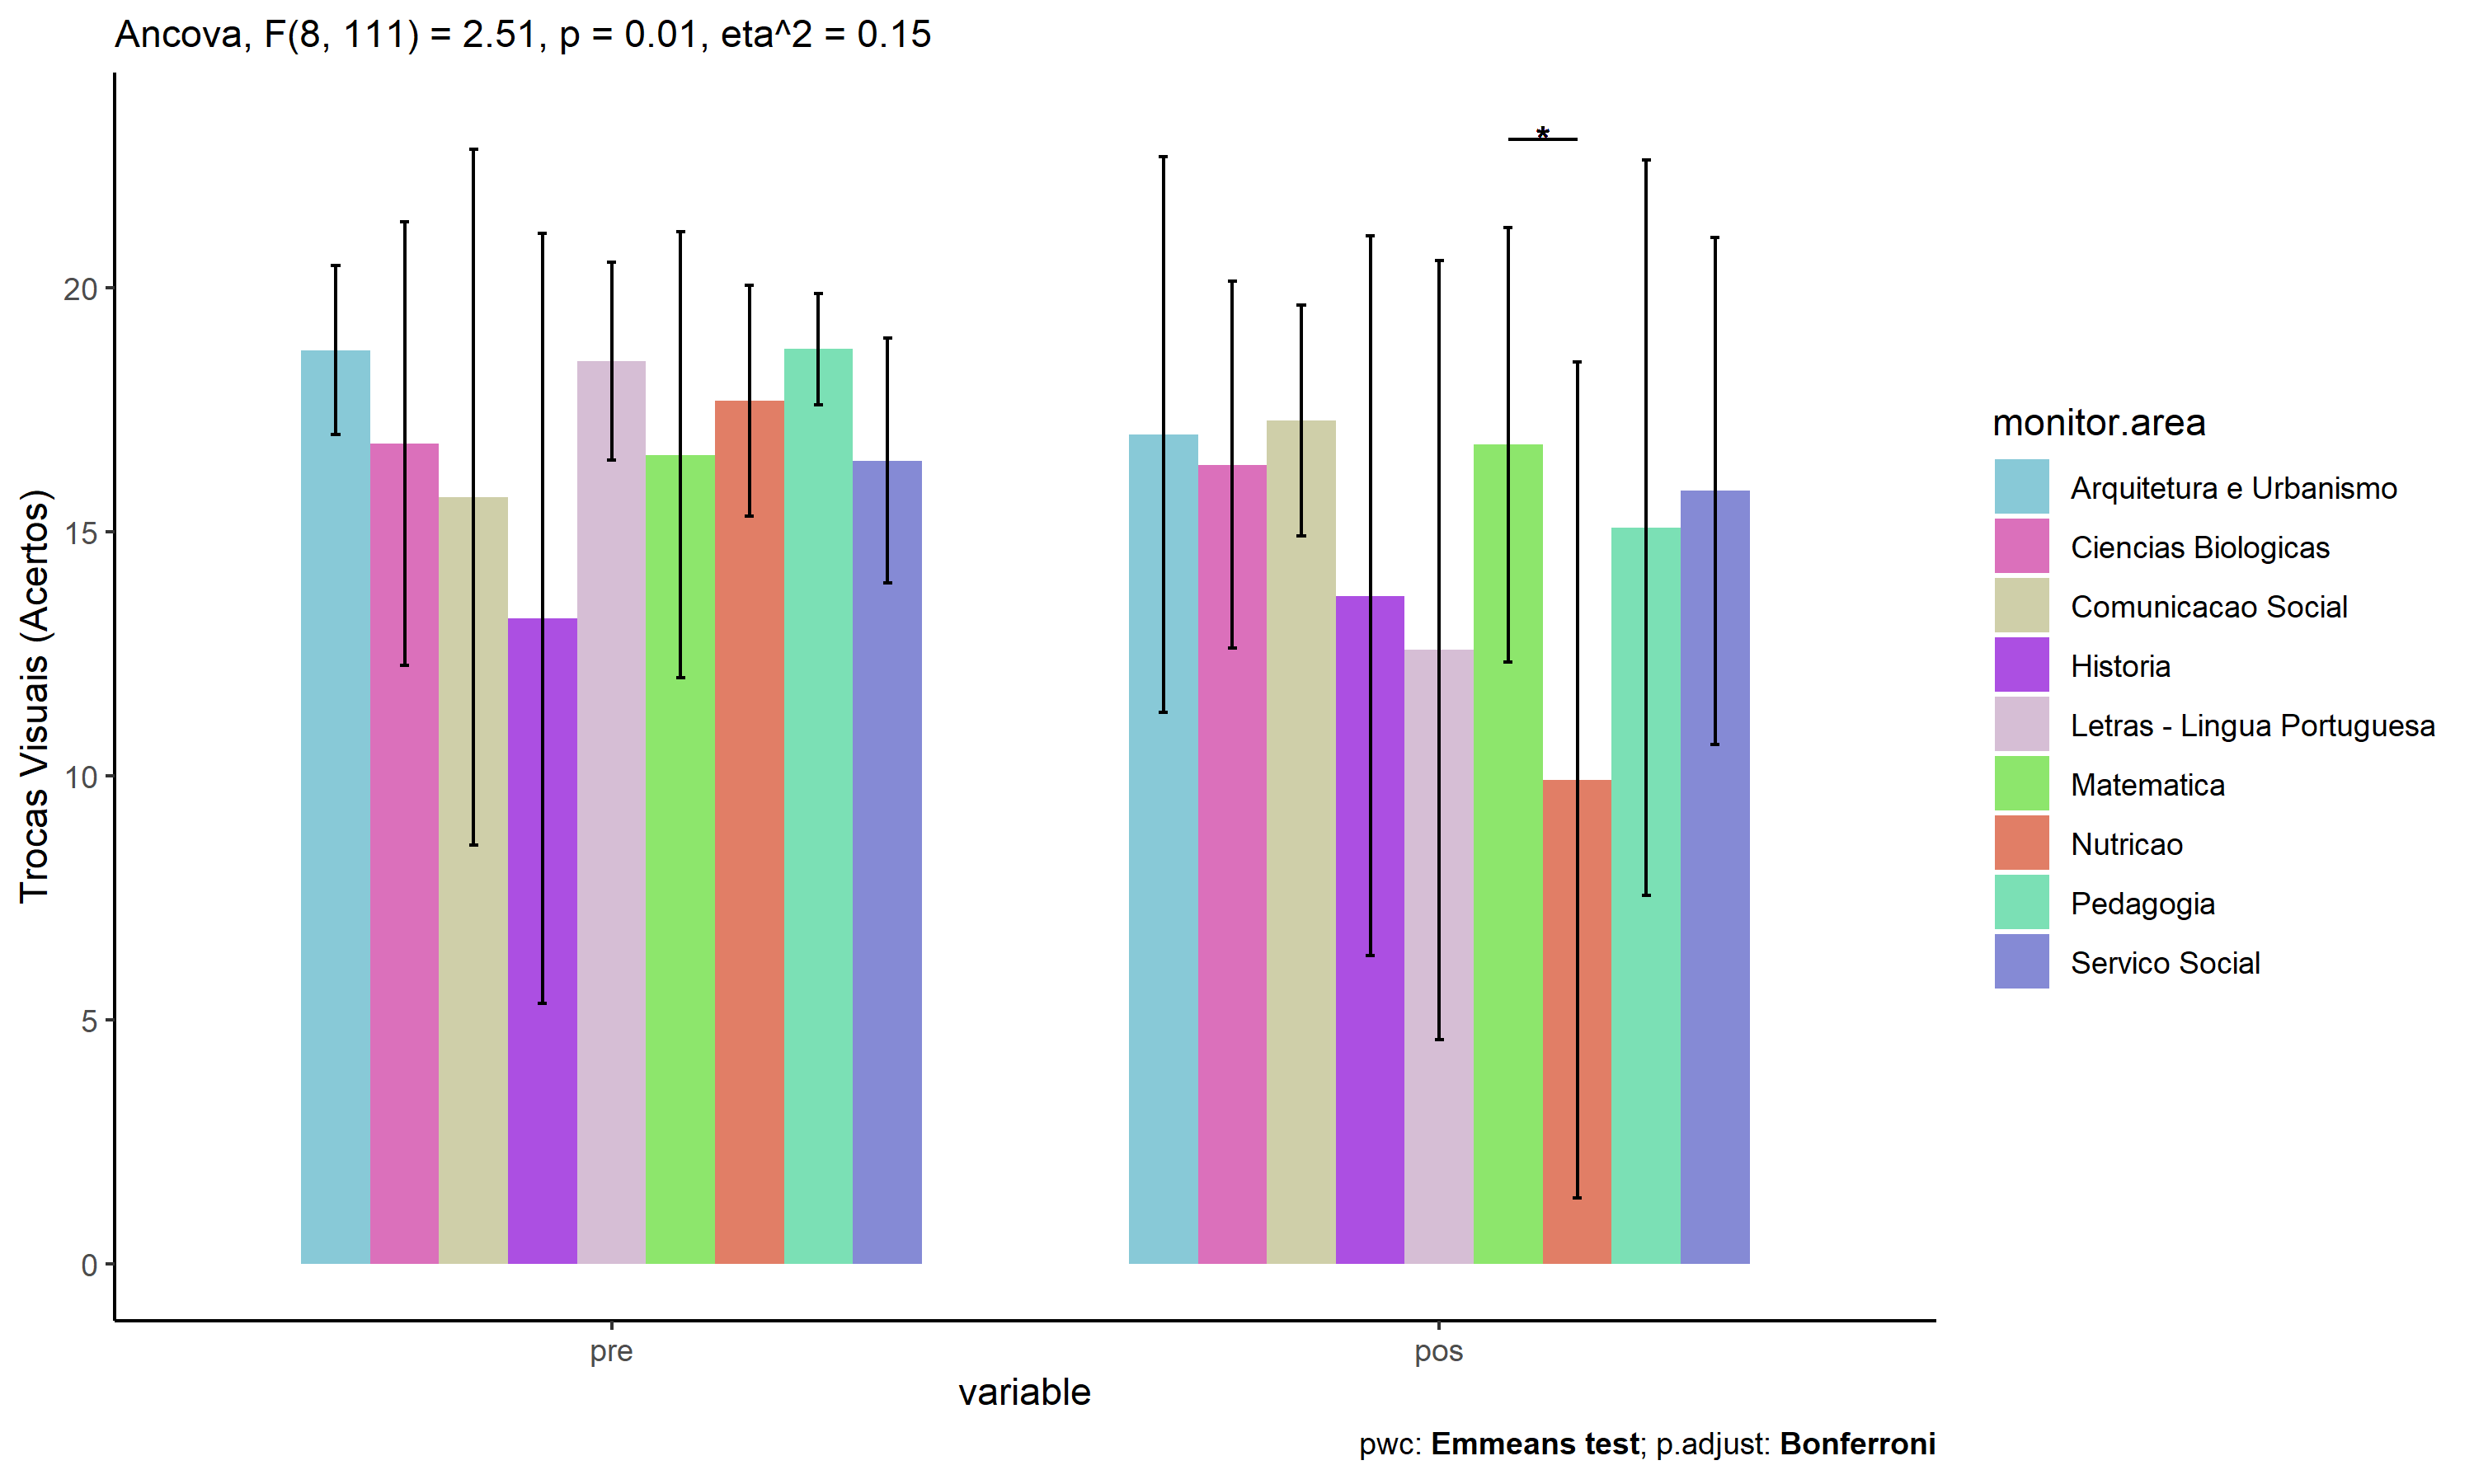 Ancova, F(8, 111) = 2.51, p = 0.01, eta^2 = 0.15
*
20
15
10
5
0
Trocas Visuais (Acertos)
pre
pos
variable
monitor.area
Arquitetura e Urbanismo
Ciencias Biologicas
Comunicacao Social
Historia
Letras - Lingua Portuguesa
Matematica
Nutricao
Pedagogia
Servico Social
pwc: Emmeans test; p.adjust: Bonferroni